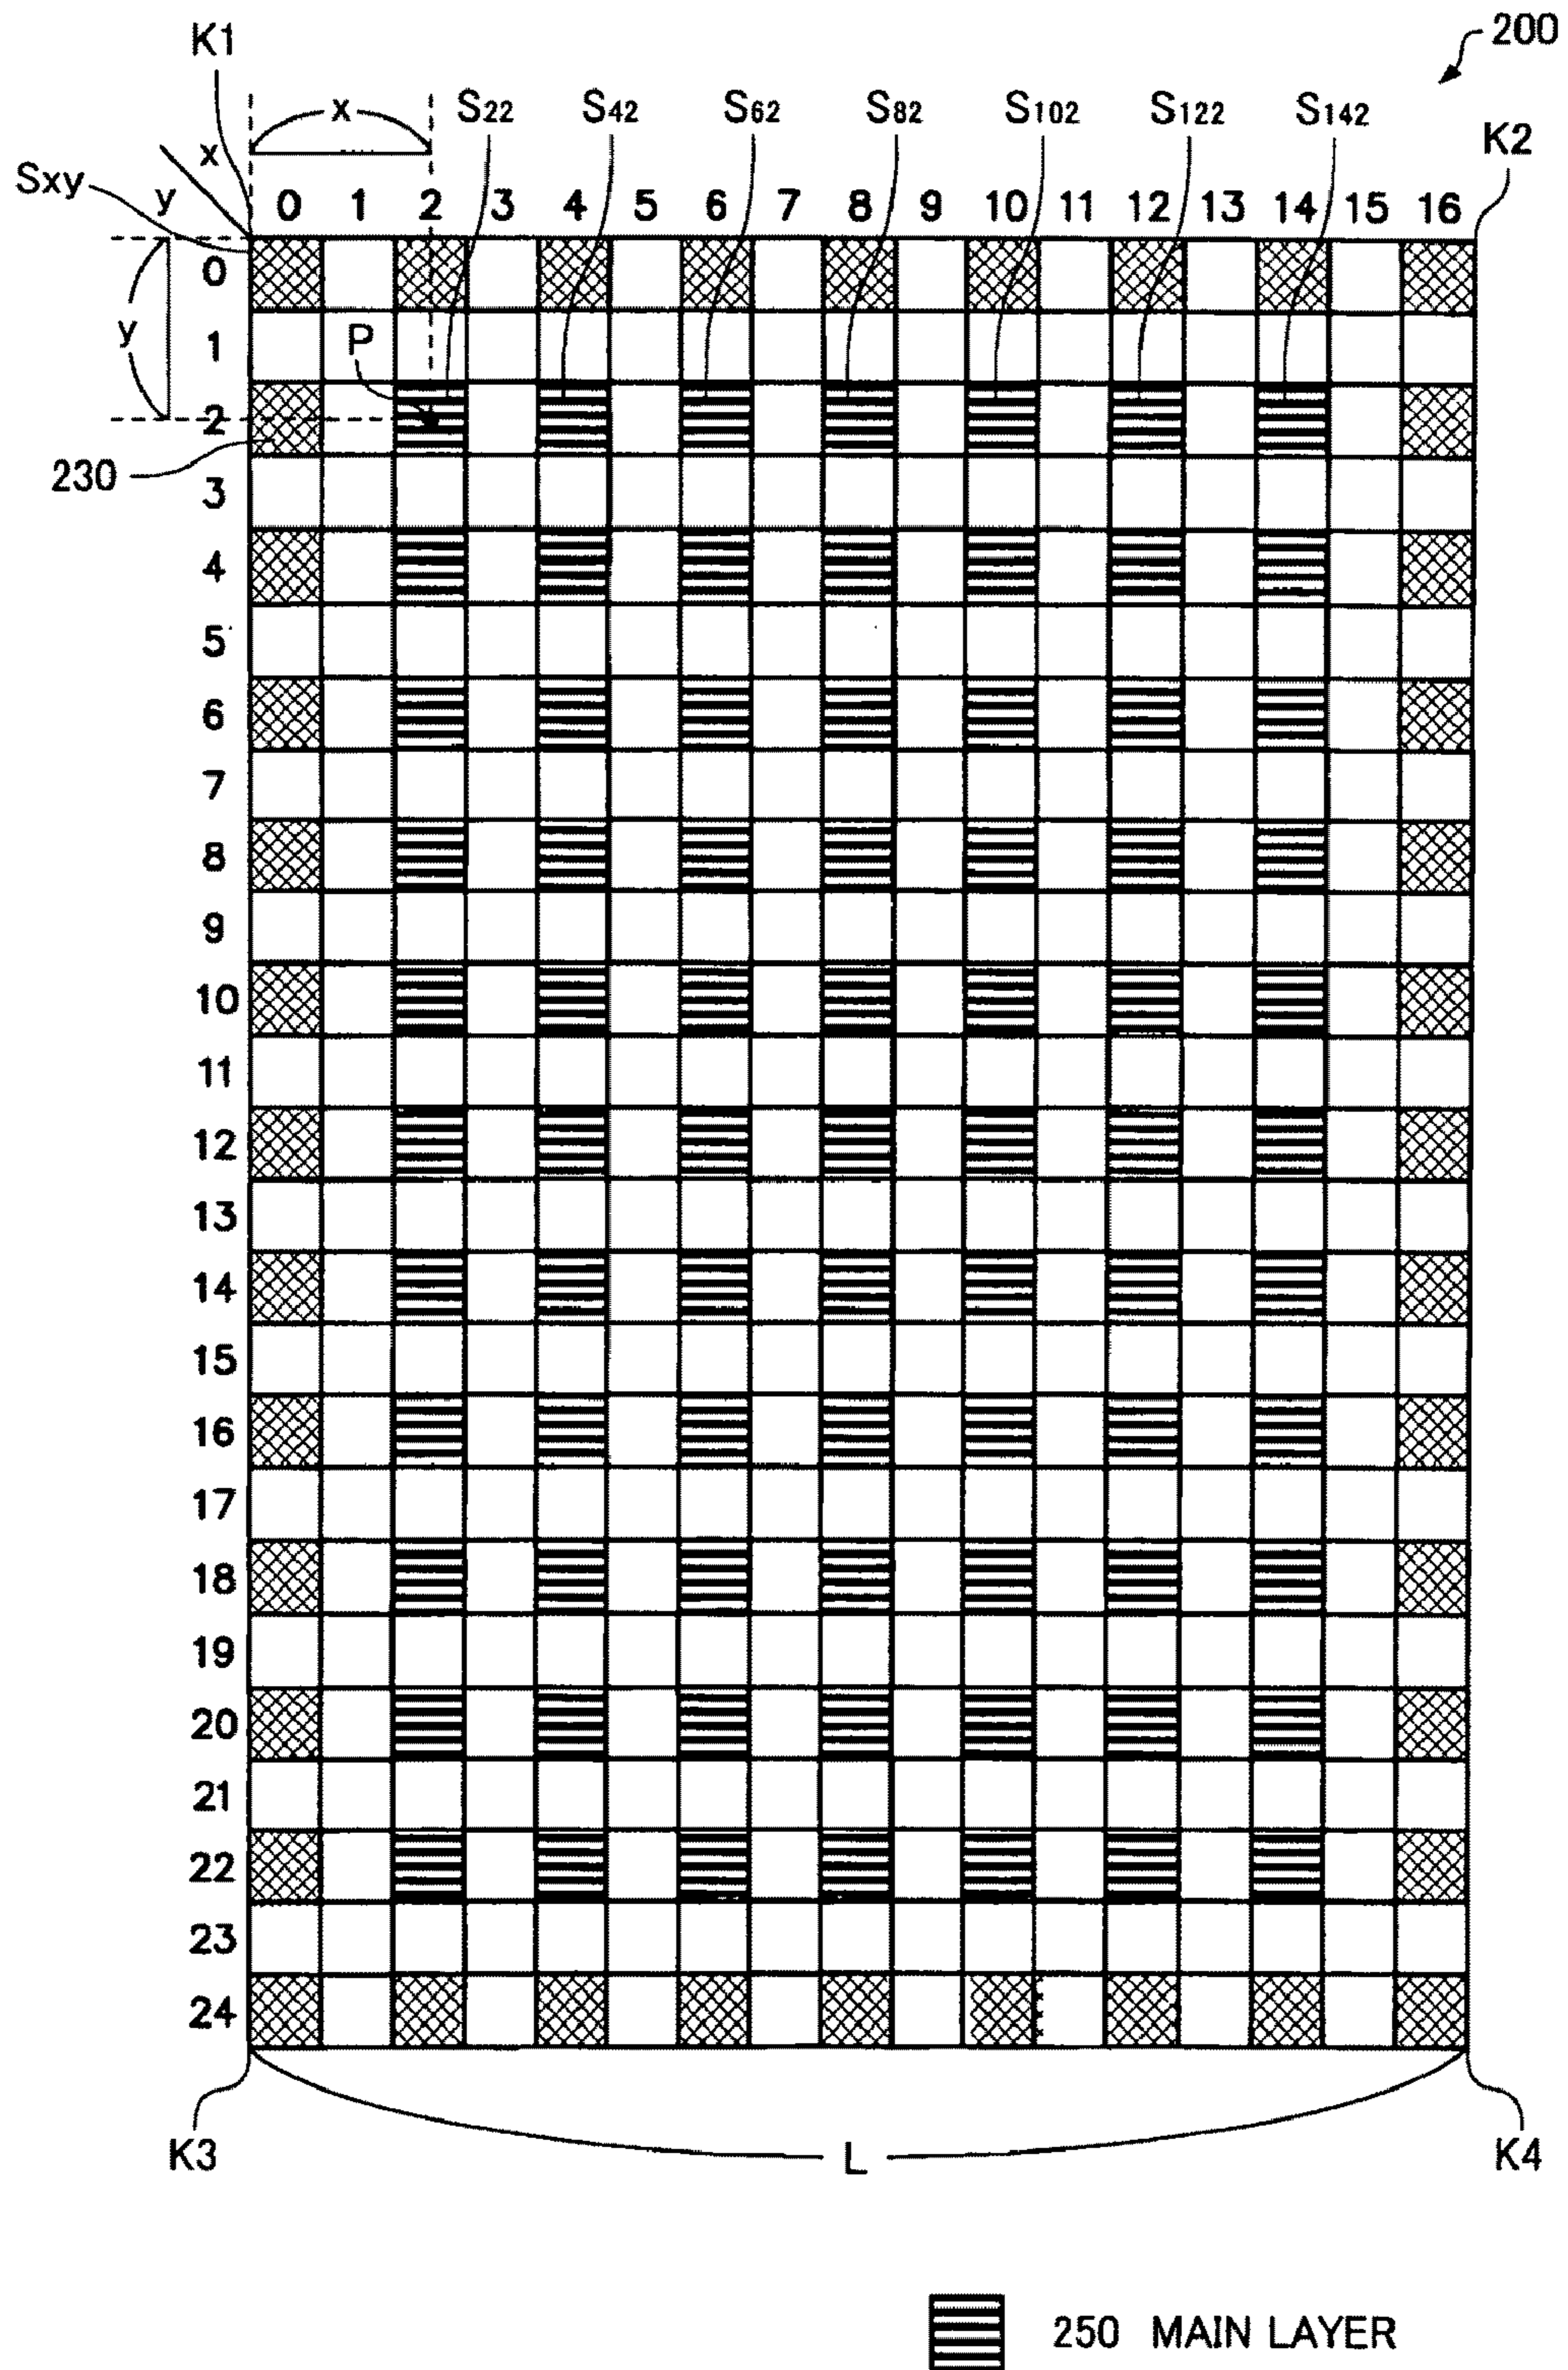 200
K1
x
S22 S42 S62 S82 S102 S122 S142
K2
x
Sxy
y
0 1 2 3 4 5 6 7 8 9 10 11 12 13 14 15 16
0
y
1
P
2
230
3
4
5
6
7
8
9
10
11
12
13
14
15
16
17
18
19
20
21
22
23
24
K3
L
K4
250 MAIN LAYER